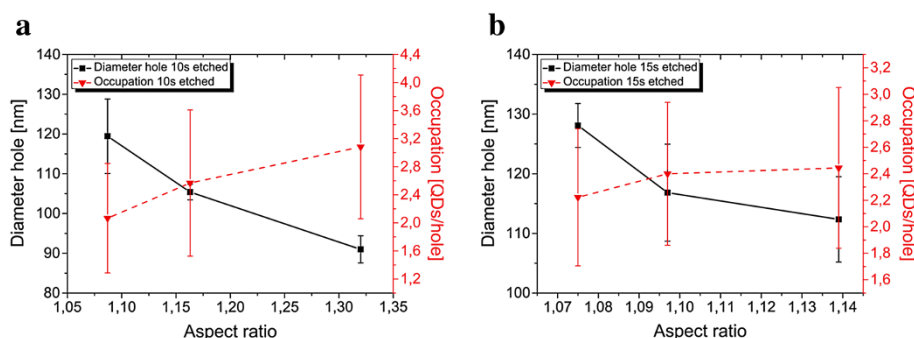 a
140
130
120
110
100
90
80
Diameter hole [nm]
Diameter hole 10s etched
Occupation 10s etched
4,4
4,0
3,6
3,2
2,8
2,4
2,0
1,6
1,2
Occupation [QDs/hole]
1,05 1,10 1,15 1,20 1,25 1,30 1,35
Aspect ratio
b
140
130
120
110
100
Diameter hole [nm]
Diameter hole 15s etched
Occupation 15s etched
3,2
3,0
2,8
2,6
2,4
2,2
2,0
1,8
1,6
Occupation [QDs/hole]
1,07 1,08 1,09 1,10 1,11 1,12 1,13 1,14
Aspect ratio